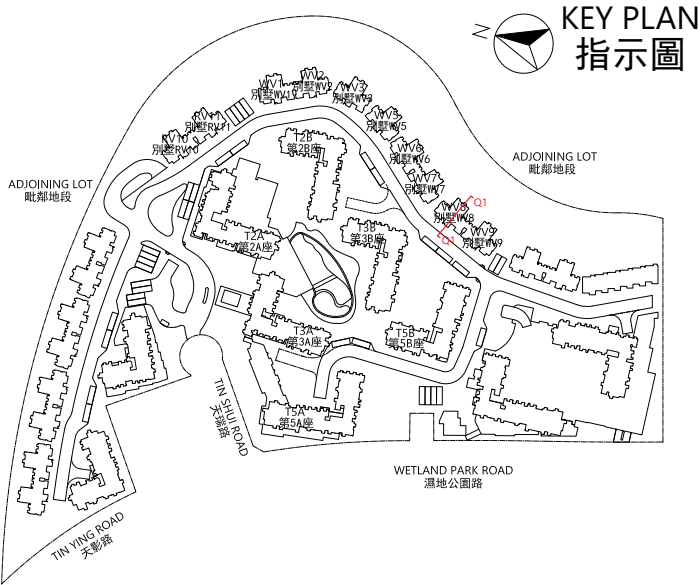 KEY PLAN
指示圖
N
WV1
別墅WV1
WV2
別墅WV2
WV3
別墅WV3
RV11
別墅RV11
WV5
別墅WV5
RV10
別墅RV10
T2B
第2B座
WV6
別墅WV6
ADJOINING LOT
毗鄰地段
WV7
別墅WV7
ADJOINING LOT
毗鄰地段
Q1
WV8
別墅WV8
T3B
第3B座
WV9
別墅WV9
Q1
T2A
第2A座
T3A
第3A座
T5B
第5B座
TIN SHUI ROAD
天瑞路
T5A
第5A座
WETLAND PARK ROAD
濕地公園路
TIN YING ROAD
天影路